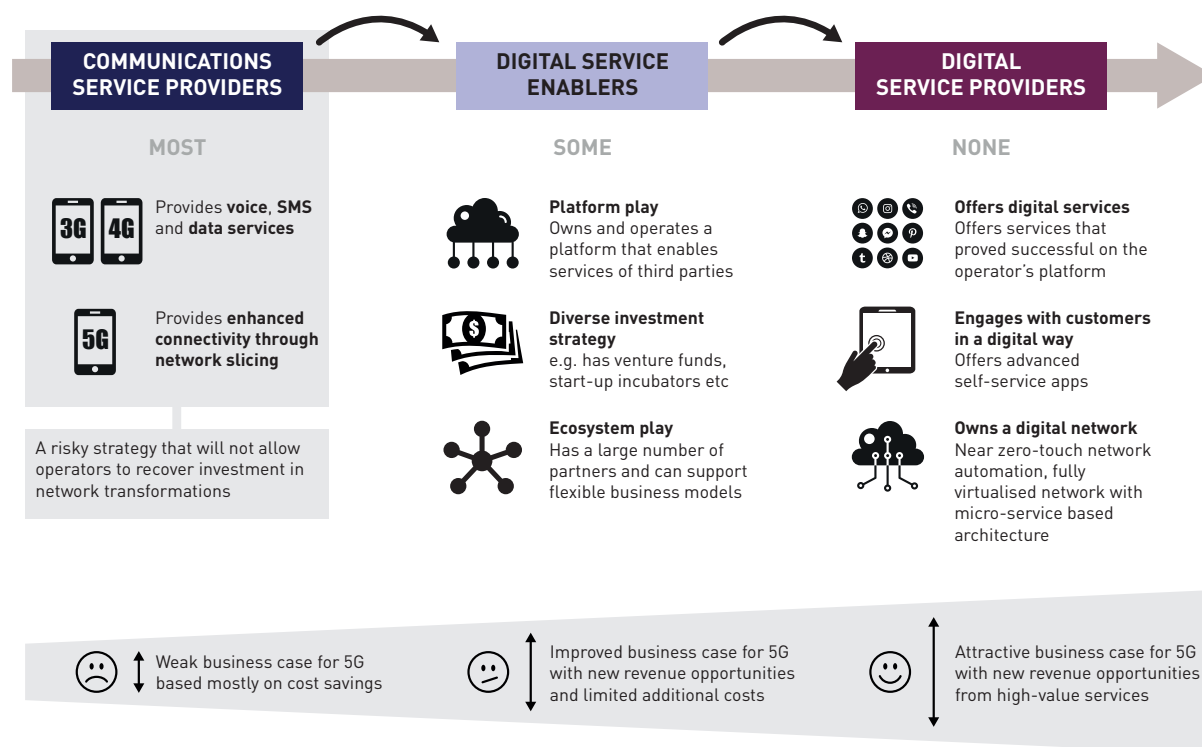 COMMUNICATIONS
SERVICE PROVIDERS
MOST
3G
4G
Provides voice, SMS
and data services
5G
Provides enhanced
connectivity through
network slicing
A risky strategy that will not allow
operators to recover investment in
network transformations
DIGITAL SERVICE
ENABLERS
SOME
Platform play
Owns and operates a
platform that enables
services of third parties
$
Diverse investment
strategy
e.g. has venture funds,
start-up incubators etc
Ecosystem play
Has a large number of
partners and can support
flexible business models
DIGITAL
SERVICE PROVIDERS
NONE
t
Offers digital services
Offers services that
proved successful on the
operator's platform
Engages with customers
in a digital way
Offers advanced
self-service apps
Owns a digital network
Near zero-touch network
automation, fully
virtualised network with
micro-service based
architecture
Weak business case for 5G
based mostly on cost savings
Improved business case for 5G
with new revenue opportunities
and limited additional costs
Attractive business case for 5G
with new revenue opportunities
from high-value services